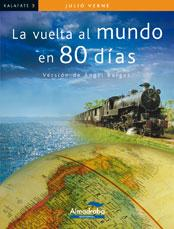 KALAFATE 3
JULIO VERNE
La vuelta al mundo
en 80 días
Versión de Ángel Burgas
Almadraba